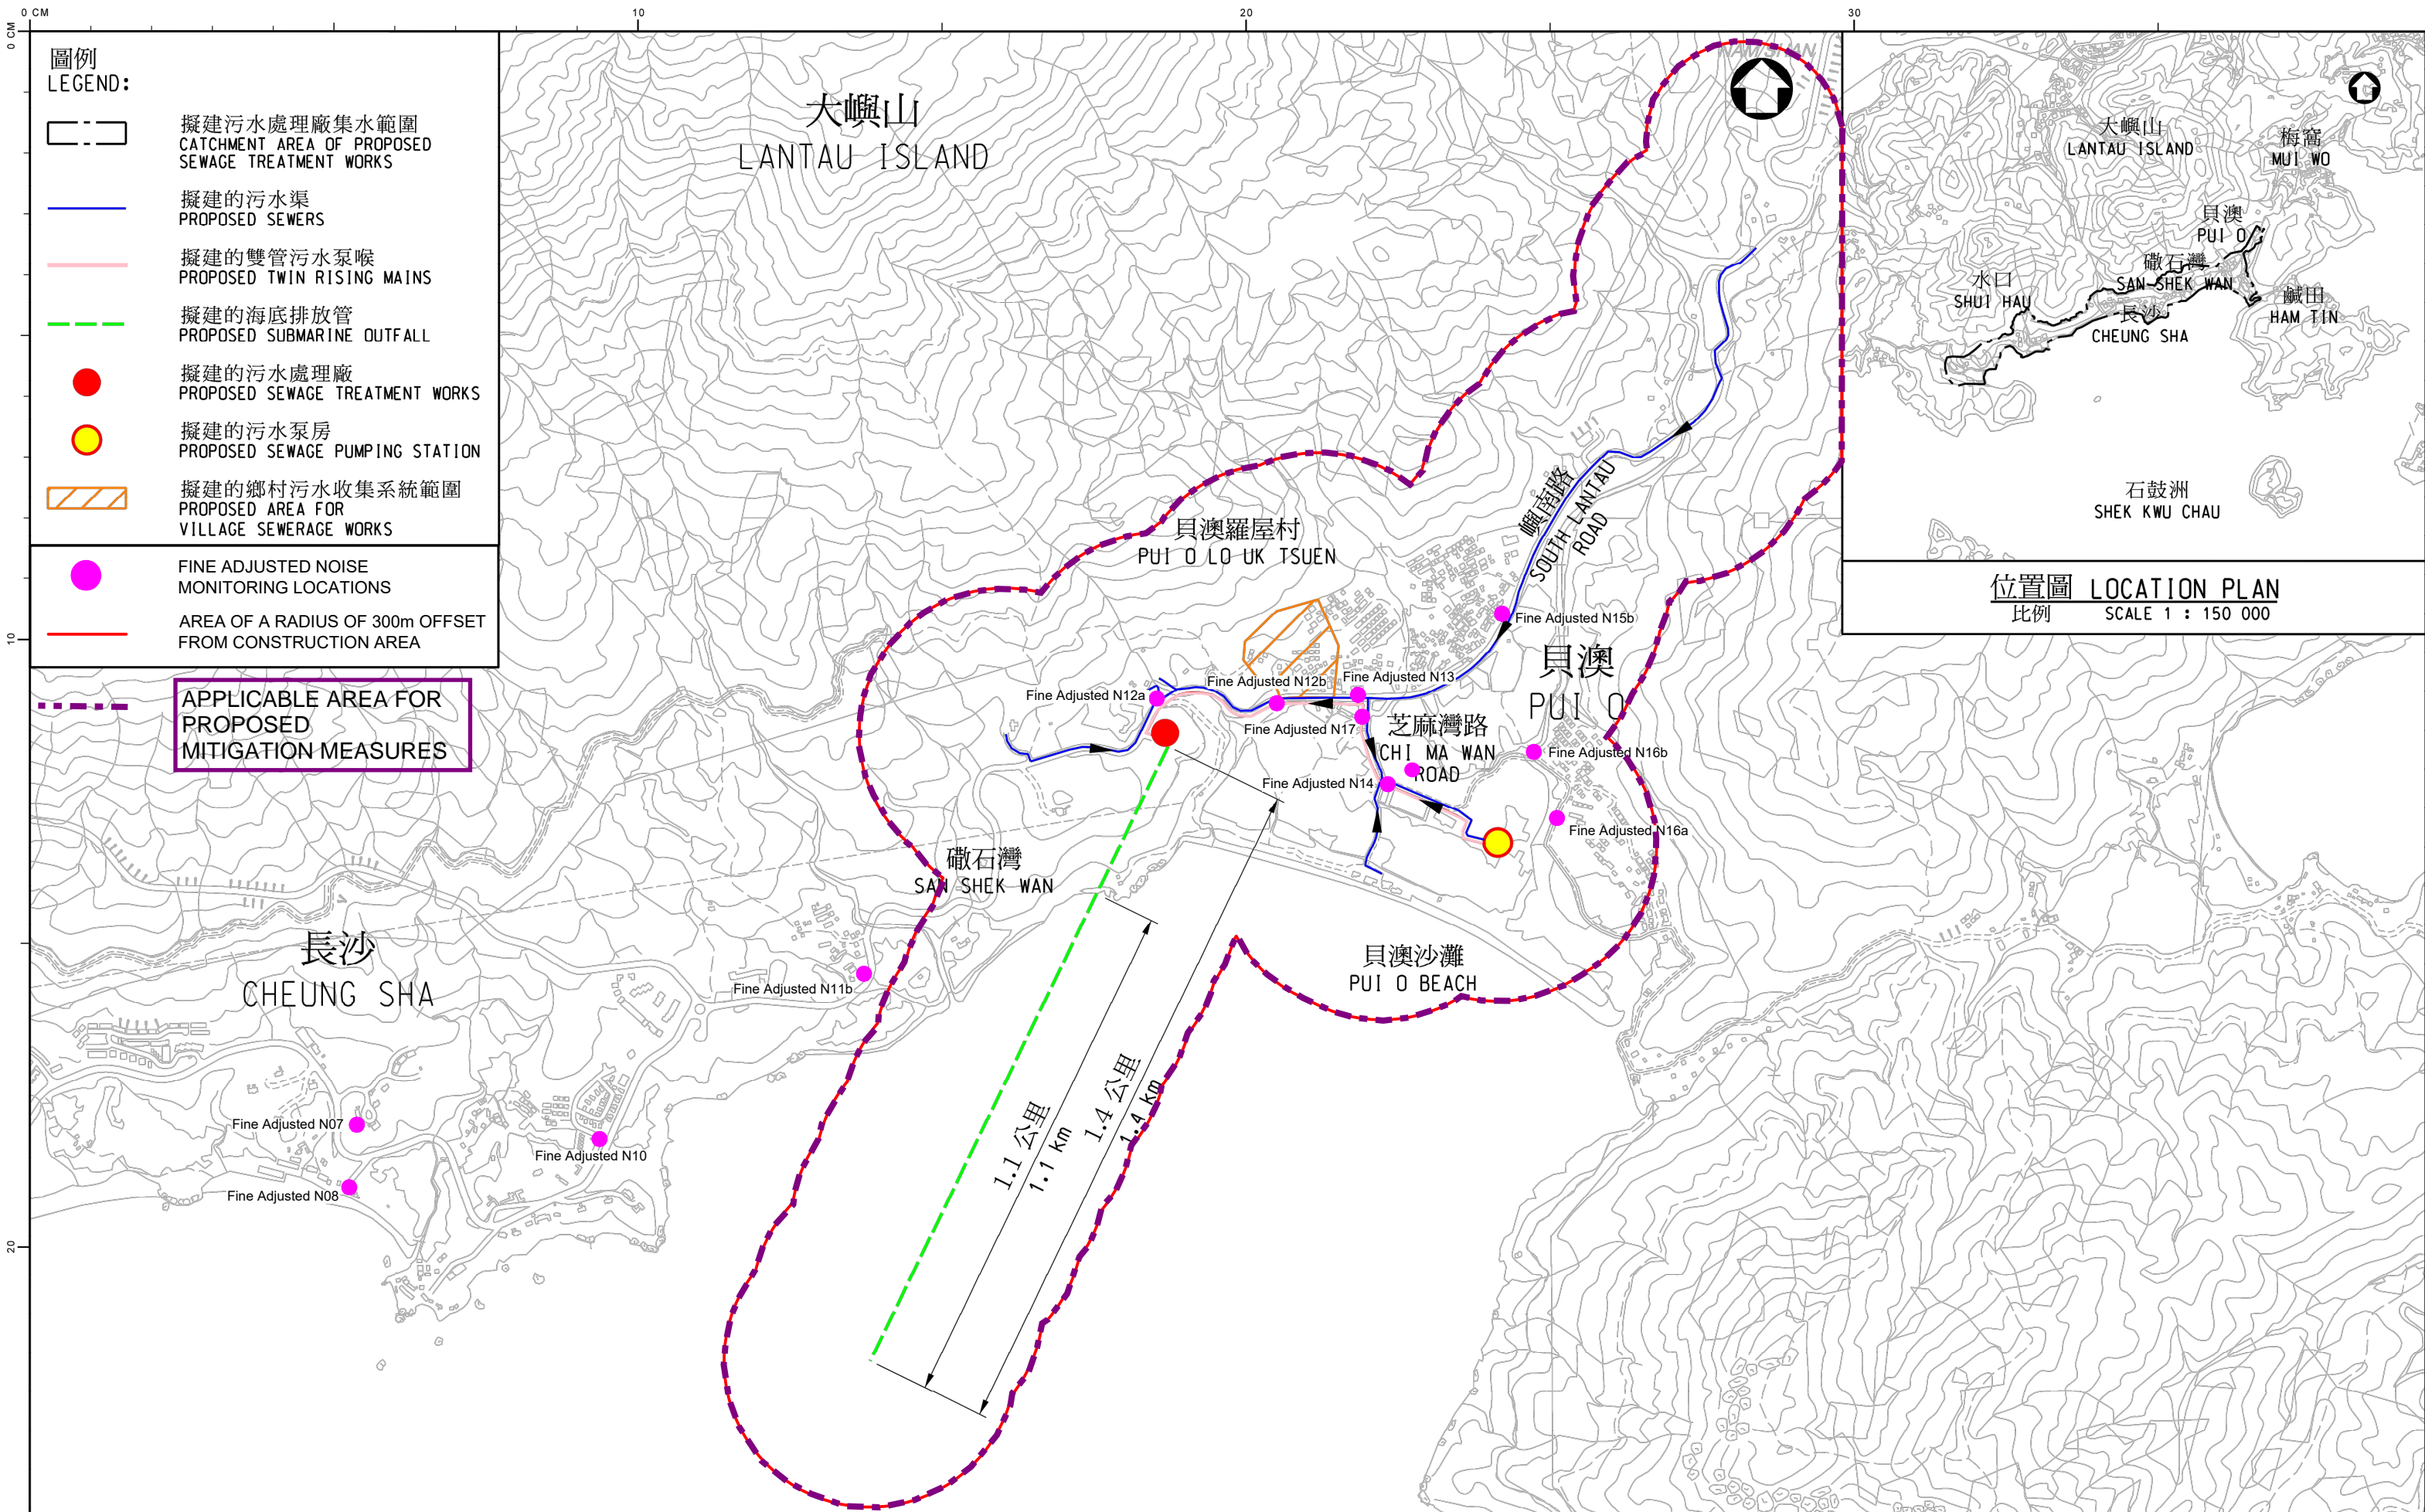 0 CM
10
20
30
0 CM
10
20
圖例
LEGEND:
擬建污水處理廠集水範圍
CATCHMENT AREA OF PROPOSED
SEWAGE TREATMENT WORKS
擬建的污水渠
PROPOSED SEWERS
擬建的雙管污水泵喉
PROPOSED TWIN RISING MAINS
擬建的海底排放管
PROPOSED SUBMARINE OUTFALL
擬建的污水處理廠
PROPOSED SEWAGE TREATMENT WORKS
擬建的污水泵房
PROPOSED SEWAGE PUMPING STATION
擬建的鄉村污水收集系統範圍
PROPOSED AREA FOR
VILLAGE SEWERAGE WORKS
FINE ADJUSTED NOISE
MONITORING LOCATIONS
AREA OF A RADIUS OF 300m OFFSET
FROM CONSTRUCTION AREA
APPLICABLE AREA FOR
PROPOSED
MITIGATION MEASURES
大嶼山
LANTAU ISLAND
NAM SHAN
大嶼山
LANTAU ISLAND
梅窩
MUI WO
貝澳
PUI O
磡石灣
SAN SHEK WAN
水口
SHUI HAU
鹹田
HAM TIN
長沙
CHEUNG SHA
石鼓洲
SHEK KWU CHAU
位置圖 LOCATION PLAN
比例 SCALE 1 : 150 000
嶼南路
SOUTH LANTAU
ROAD
貝澳羅屋村
PUI O LO UK TSUEN
Fine Adjusted N15b
貝澳
PUI O
Fine Adjusted N12a
Fine Adjusted N12b
Fine Adjusted N13
Fine Adjusted N17
芝麻灣路
CHI MA WAN
ROAD
Fine Adjusted N16b
Fine Adjusted N14
Fine Adjusted N16a
磡石灣
SAN SHEK WAN
長沙
CHEUNG SHA
Fine Adjusted N11b
貝澳沙灘
PUI O BEACH
1.1 公里
1.1 km
1.4 公里
1.4 km
Fine Adjusted N07
Fine Adjusted N10
Fine Adjusted N08